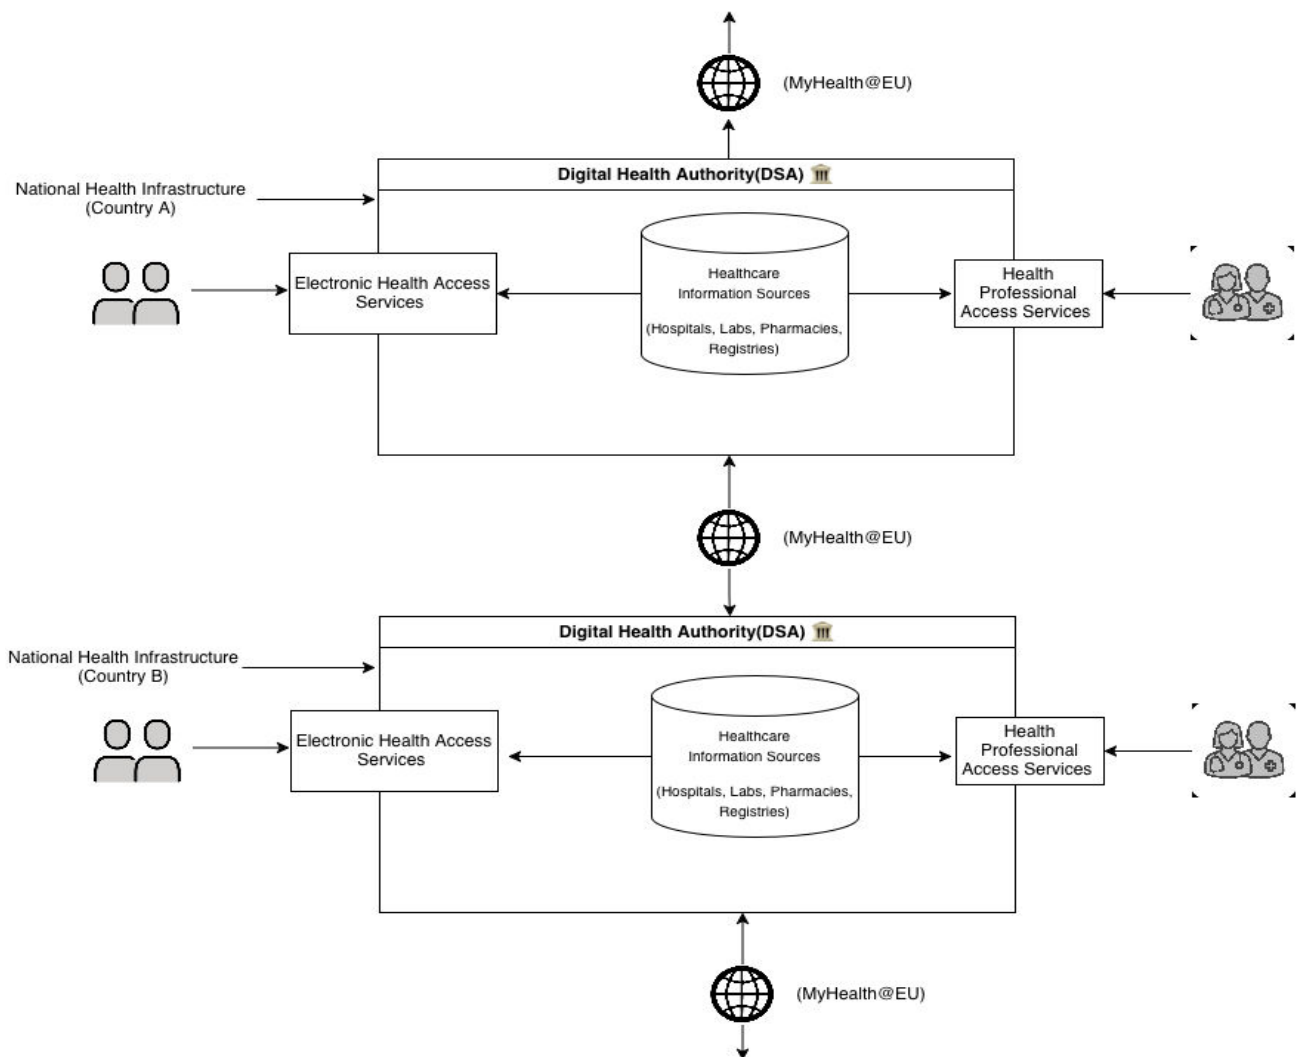 (MyHealth@EU)
Digital Health Authority(DSA)
National Health Infrastructure
(Country A)
Electronic Health Access
Services
Healthcare
Information Sources
(Hospitals, Labs, Pharmacies,
Registries)
Health
Professional
Access Services
(MyHealth@EU)
Digital Health Authority(DSA)
National Health Infrastructure
(Country B)
Electronic Health Access
Services
Healthcare
Information Sources
(Hospitals, Labs, Pharmacies,
Registries)
Health
Professional
Access Services
(MyHealth@EU)